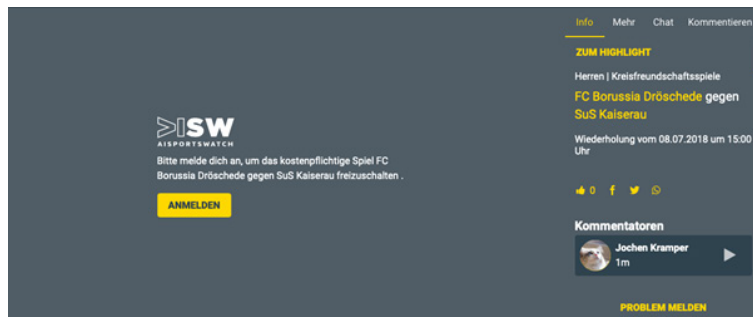 Info Mehr Chat Kommentieren
ZUM HIGHLIGHT
Herren | Kreisfreundschaftsspiele
FC Borussia Dröschede gegen
SuS Kaiserau
Wiederholung vom 08.07.2018 um 15:00
Uhr
0
Kommentatoren
Jochen Kramper
1m
PROBLEM MELDEN
SW
AISPORTSWATCH
Bitte melde dich an, um das kostenpflichtige Spiel FC
Borussia Dröschede gegen SuS Kaiserau freizuschalten .
ANMELDEN